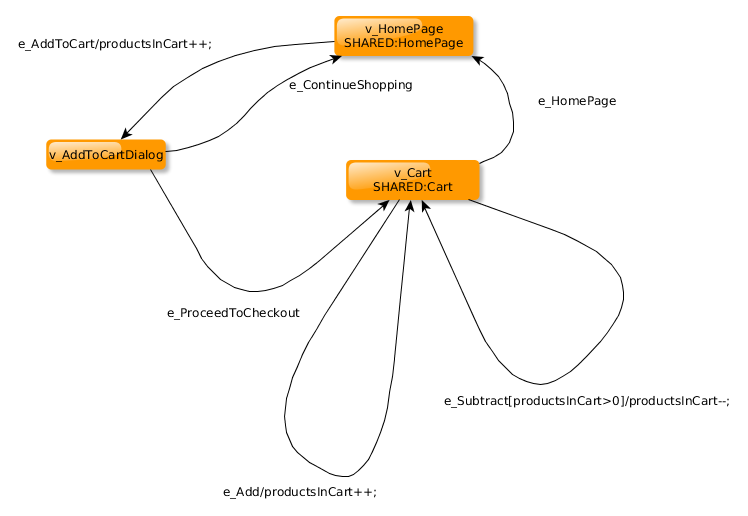 v_HomePage
SHARED:HomePage
e_AddToCart/productsInCart++;
e_ContinueShopping
e_HomePage
v_AddToCartDialog
v_Cart
SHARED:Cart
e_ProceedToCheckout
e_Subtract[productsInCart>0]/productsInCart--;
e_Add/productsInCart++;